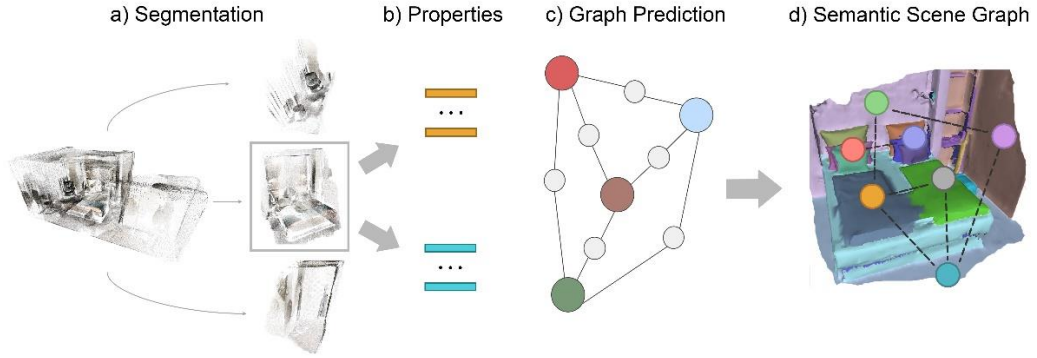 a) Segmentation
b) Properties
c) Graph Prediction
d) Semantic Scene Graph
...
...